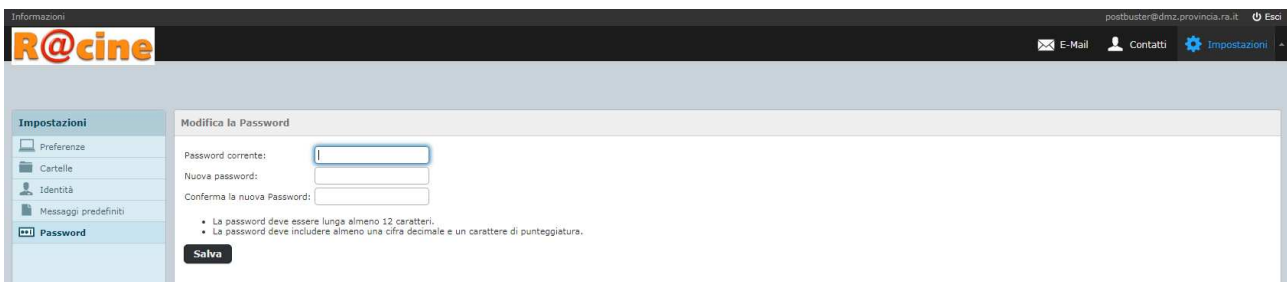 Informazioni postbuster@dmz.provincia.ra.it Esci
R@cine E-Mail Contatti Impostazioni
Impostazioni
Preferenze
Cartelle
Identità
Messaggi predefiniti
Password
Modifica la Password
Password corrente:
Nuova password:
Conferma la nuova Password:
• La password deve essere lunga almeno 12 caratteri.
• La password deve includere almeno una cifra decimale e un carattere di punteggiatura.
Salva